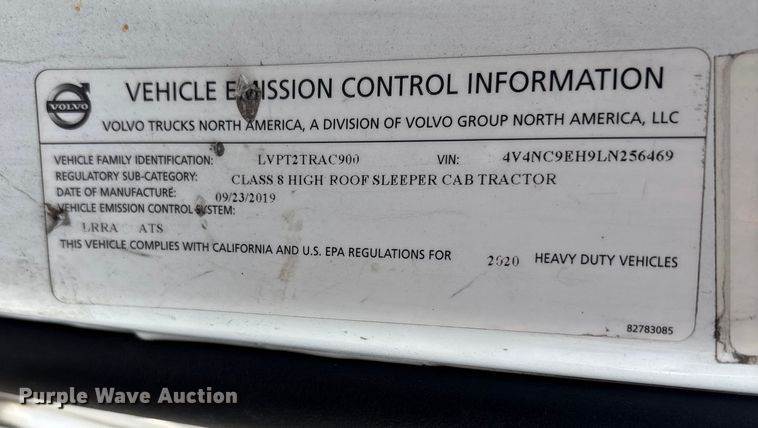 VOLVO
VEHICLE EMISSION CONTROL INFORMATION
VOLVO TRUCKS NORTH AMERICA, A DIVISION OF VOLVO GROUP NORTH AMERICA, LLC
VEHICLE FAMILY IDENTIFICATION: LVPT2TRAC900 VIN: 4V4NC9EH9LN256469
REGULATORY SUB-CATEGORY: CLASS 8 HIGH ROOF SLEEPER CAB TRACTOR
DATE OF MANUFACTURE: 09/23/2019
VEHICLE EMISSION CONTROL SYSTEM:
LRRA ATS
THIS VEHICLE COMPLIES WITH CALIFORNIA AND U.S. EPA REGULATIONS FOR 2020 HEAVY DUTY VEHICLES
82783085
Purple Wave Auction